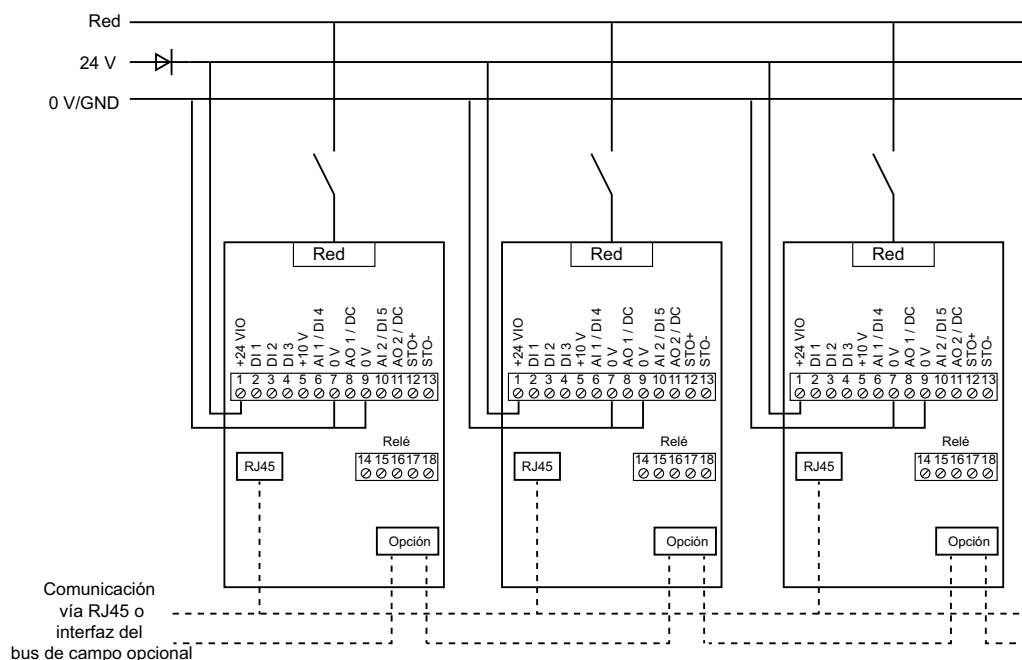 Red
24 V
0 V/GND
Red
Red
Red
+24 VIO
DI 1
DI 2
DI 3
+10 V
AI 1 / DI 4
0 V
AO 1 / DC
0 V
AI 2 / DI 5
AO 2 / DC
STO+
STO-
+24 VIO
DI 1
DI 2
DI 3
+10 V
AI 1 / DI 4
0 V
AO 1 / DC
0 V
AI 2 / DI 5
AO 2 / DC
STO+
STO-
+24 VIO
DI 1
DI 2
DI 3
+10 V
AI 1 / DI 4
0 V
AO 1 / DC
0 V
AI 2 / DI 5
AO 2 / DC
STO+
STO-
1 2 3 4 5 6 7 8 9 10 11 12 13
1 2 3 4 5 6 7 8 9 10 11 12 13
1 2 3 4 5 6 7 8 9 10 11 12 13
Relé
Relé
Relé
RJ45
14 15 16 17 18
RJ45
14 15 16 17 18
RJ45
14 15 16 17 18
Opción
Opción
Opción
Comunicación
vía RJ45 o
interfaz del
bus de campo opcional